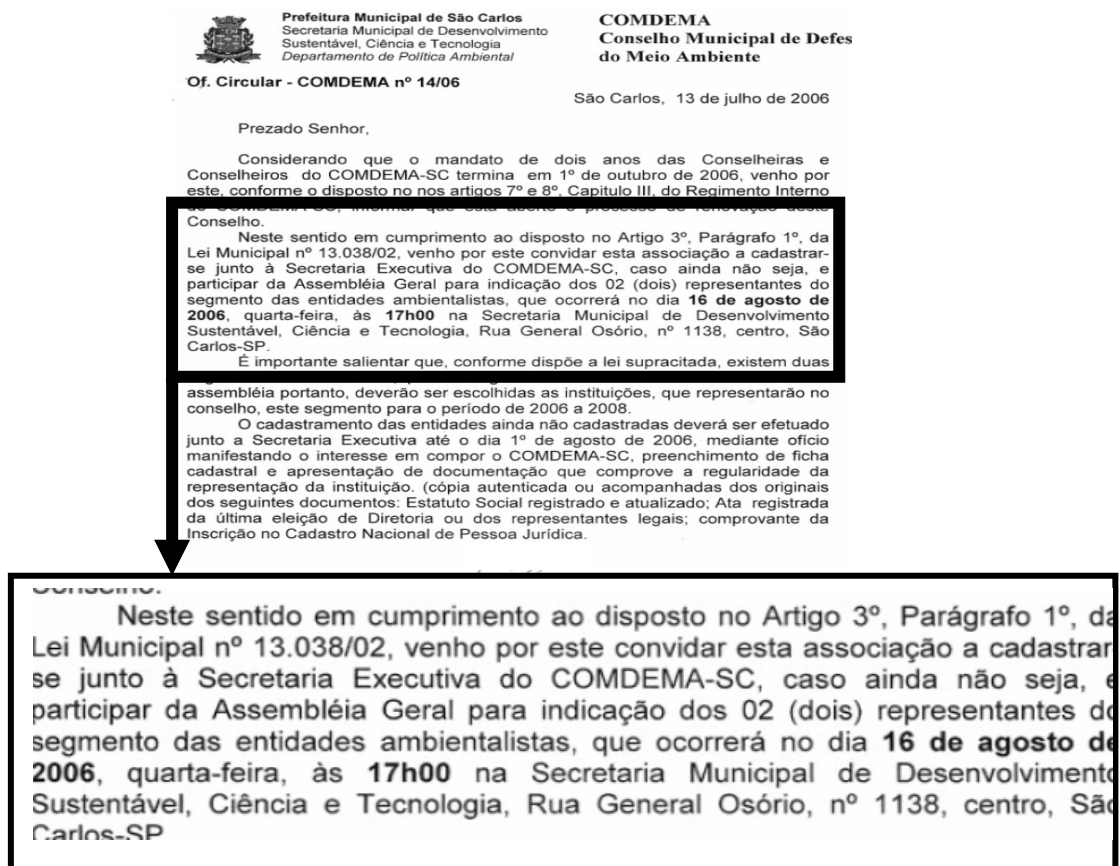 Prefeitura Municipal de São Carlos
Secretaria Municipal de Desenvolvimento
Sustentável, Ciência e Tecnologia
Departamento de Política Ambiental
COMDEMA
Conselho Municipal de Defes
do Meio Ambiente
Of. Circular - COMDEMA nº 14/06
São Carlos, 13 de julho de 2006
Prezado Senhor,
Considerando que o mandato de dois anos das Conselheiras e
Conselheiros do COMDEMA-SC termina em 1º de outubro de 2006, venho por
este, conforme o disposto no nos artigos 7º e 8º, Capitulo III, do Regimento Interno
do COMDEMA-SC, informar que está aberto o processo de renovação deste
Conselho.
Neste sentido em cumprimento ao disposto no Artigo 3º, Parágrafo 1º, da
Lei Municipal nº 13.038/02, venho por este convidar esta associação a cadastrar-
se junto à Secretaria Executiva do COMDEMA-SC, caso ainda não seja, e
participar da Assembléia Geral para indicação dos 02 (dois) representantes do
segmento das entidades ambientalistas, que ocorrerá no dia 16 de agosto de
2006, quarta-feira, às 17h00 na Secretaria Municipal de Desenvolvimento
Sustentável, Ciência e Tecnologia, Rua General Osório, nº 1138, centro, São
Carlos-SP.
É importante salientar que, conforme dispõe a lei supracitada, existem duas
assembléia portanto, deverão ser escolhidas as instituições, que representarão no
conselho, este segmento para o período de 2006 a 2008.
O cadastramento das entidades ainda não cadastradas deverá ser efetuado
junto a Secretaria Executiva até o dia 1º de agosto de 2006, mediante ofício
manifestando o interesse em compor o COMDEMA-SC, preenchimento de ficha
cadastral e apresentação de documentação que comprove a regularidade da
representação da instituição. (cópia autenticada ou acompanhadas dos originais
dos seguintes documentos: Estatuto Social registrado e atualizado; Ata registrada
da última eleição de Diretoria ou dos representantes legais; comprovante da
Inscrição no Cadastro Nacional de Pessoa Jurídica.
Conselho.
Neste sentido em cumprimento ao disposto no Artigo 3º, Parágrafo 1º, da
Lei Municipal nº 13.038/02, venho por este convidar esta associação a cadastrar
se junto à Secretaria Executiva do COMDEMA-SC, caso ainda não seja, e
participar da Assembléia Geral para indicação dos 02 (dois) representantes do
segmento das entidades ambientalistas, que ocorrerá no dia 16 de agosto de
2006, quarta-feira, às 17h00 na Secretaria Municipal de Desenvolvimento
Sustentável, Ciência e Tecnologia, Rua General Osório, nº 1138, centro, São
Carlos-SP